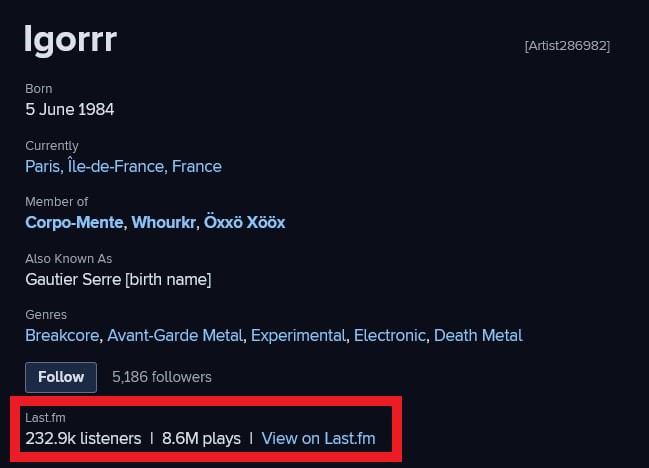 Igorrr
[Artist286982]
Born
5 June 1984
Currently
Paris, Île-de-France, France
Member of
Corpo-Mente, Whourkr, Öxxö Xööx
Also Known As
Gautier Serre [birth name]
Genres
Breakcore, Avant-Garde Metal, Experimental, Electronic, Death Metal
Follow 5,186 followers
Last.fm
232.9k listeners | 8.6M plays | View on Last.fm